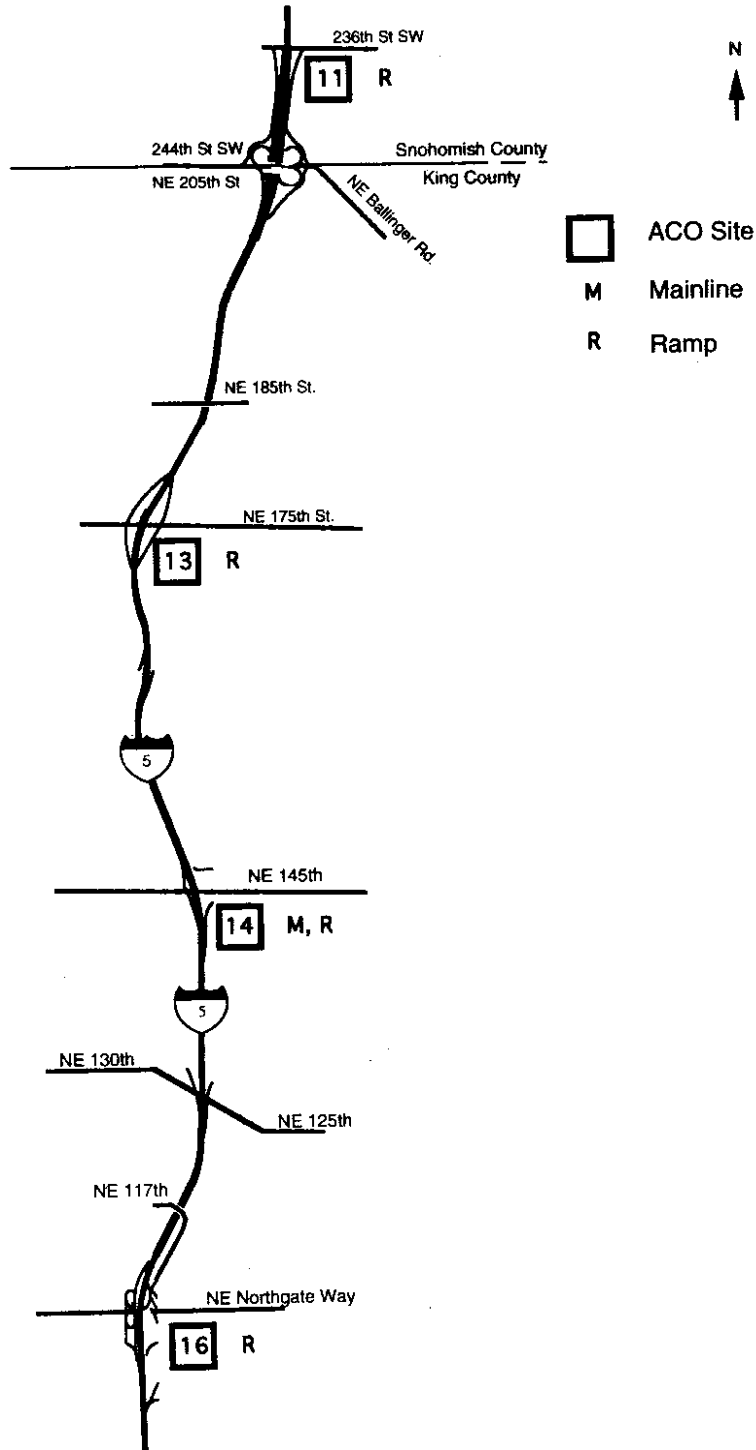 236th St SW
N
11 R
244th St SW
Snohomish County
NE 205th St
King County
NE Ballinger Rd.
ACO Site
M Mainline
R Ramp
NE 185th St.
NE 175th St.
13 R
5
NE 145th
14 M, R
5
NE 130th
NE 125th
NE 117th
NE Northgate Way
16 R